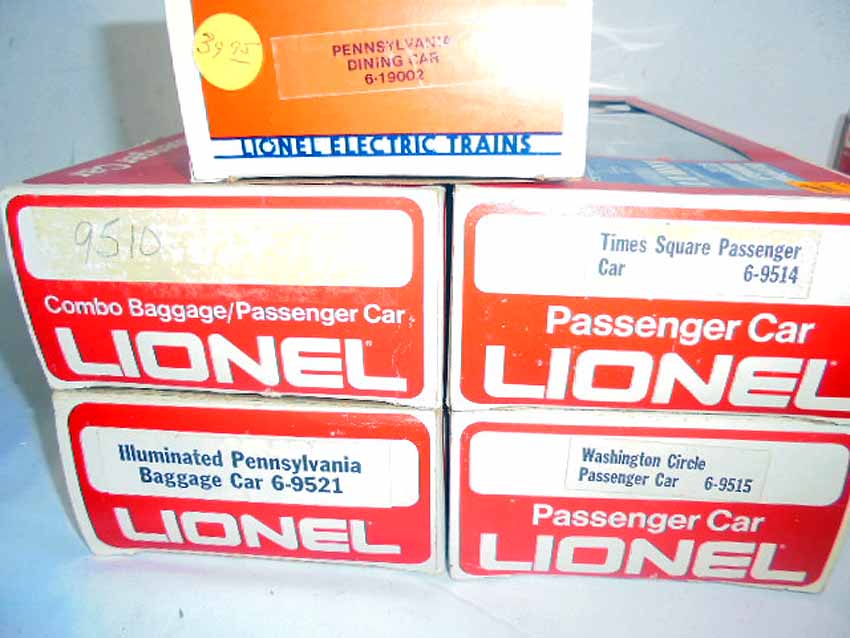 39.95
PENNSYLVANIA
DINING CAR
6-19002
LIONEL ELECTRIC TRAINS
9510
Combo Baggage/Passenger Car
LIONEL
Times Square Passenger
Car 6-9514
Passenger Car
LIONEL
Illuminated Pennsylvania
Baggage Car 6-9521
LIONEL
Washington Circle
Passenger Car 6-9515
Passenger Car
LIONEL